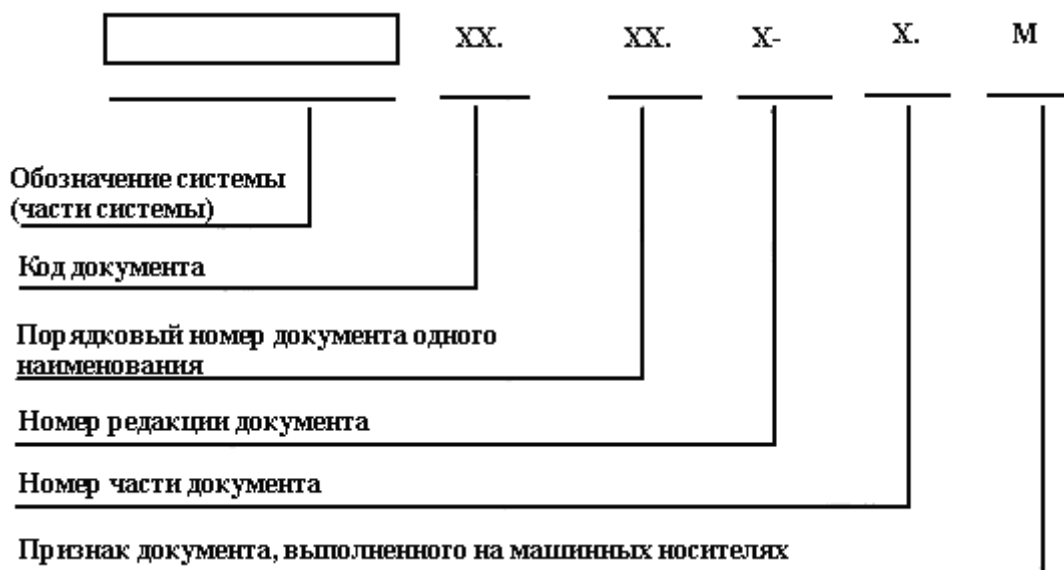 XX. XX. X- X. M
Обозначение системы
(части системы)
Код документа
Порядковый номер документа одного
наименования
Номер редакции документа
Номер части документа
Признак документа, выполненного на машинных носителях